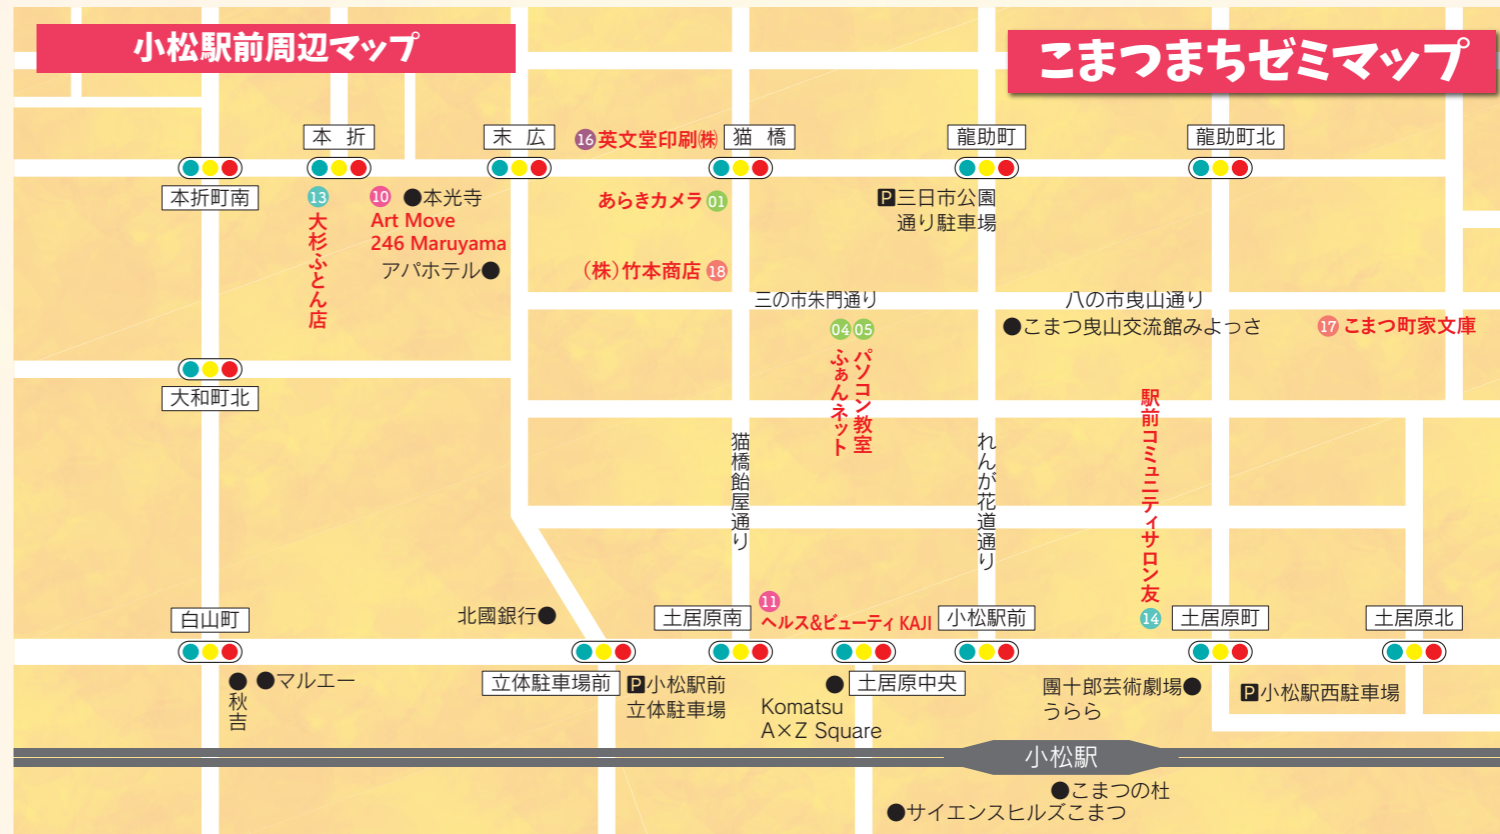 小松駅前周辺マップ
こまつまちゼミマップ
本折
末広
16 英文堂印刷㈱
猫橋
龍助町
龍助町北
本折町南
13
大杉ふとん店
10
●本光寺
Art Move
246 Maruyama
アパホテル●
あらきカメラ 01
(株)竹本商店 18
P三日市公園
通り駐車場
三の市朱門通り
八の市曳山通り
04 05
パソコン教室
ふぁんネット
●こまつ曳山交流館みよっさ
17 こまつ町家文庫
大和町北
猫橋飴屋通り
れんが花道通り
駅前コミュニティサロン友
14
白山町
北國銀行●
土居原南
11
ヘルス&ビューティ KAJI
小松駅前
土居原町
土居原北
●秋吉
●マルエー
立体駐車場前
P小松駅前
立体駐車場
●
土居原中央
Komatsu
A×Z Square
團十郎芸術劇場●
うらら
P小松駅西駐車場
小松駅
●こまつの杜
●サイエンスヒルズこまつ